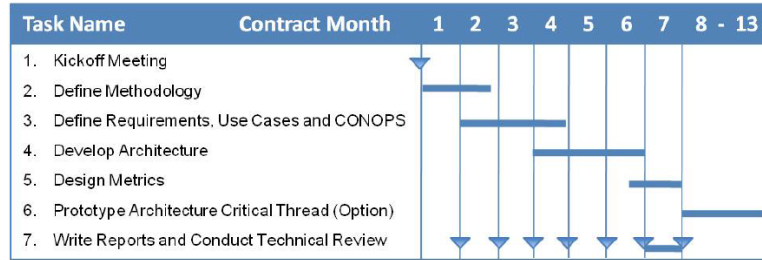 Task Name Contract Month 1 2 3 4 5 6 7 8 - 13
1. Kickoff Meeting
2. Define Methodology
3. Define Requirements, Use Cases and CONOPS
4. Develop Architecture
5. Design Metrics
6. Prototype Architecture Critical Thread (Option)
7. Write Reports and Conduct Technical Review